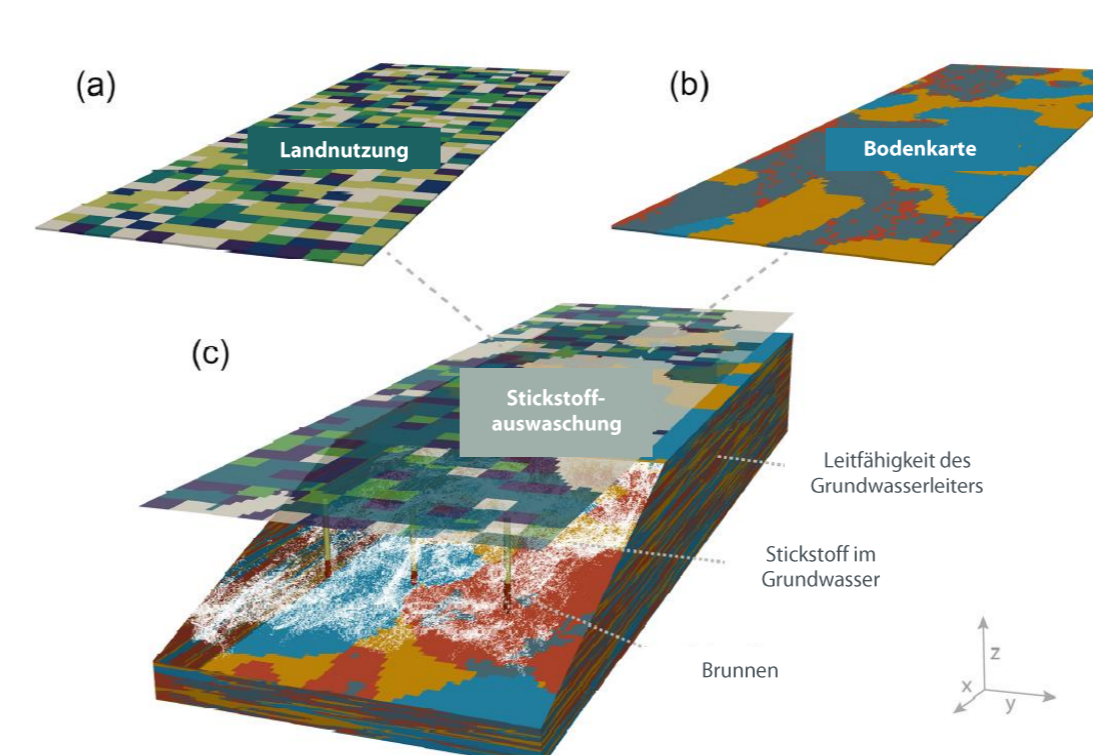 (a)
Landnutzung
(b)
Bodenkarte
(c)
Stickstoff-
auswaschung
Leitfähigkeit des
Grundwasserleiters
Stickstoff im
Grundwasser
Brunnen
z
x
y